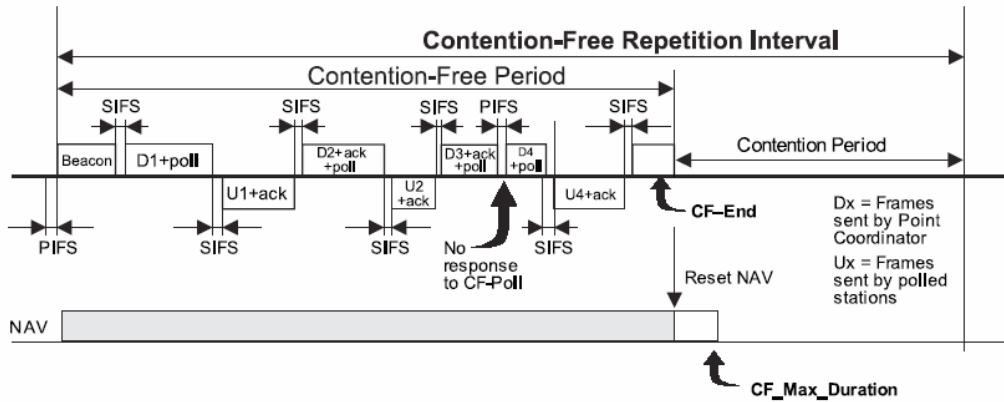 Contention-Free Repetition Interval
Contention-Free Period
SIFS
SIFS
SIFS
PIFS
SIFS
Contention Period
Beacon
D1+poll
D2+ack
+poll
D3+ack
+poll
D4
+poll
U1+ack
U2
+ack
U4+ack
CF-End
PIFS
SIFS
SIFS
No
response
to CF-Poll
SIFS
Dx = Frames
sent by Point
Coordinator
Ux = Frames
sent by polled
stations
Reset NAV
NAV
CF_Max_Duration